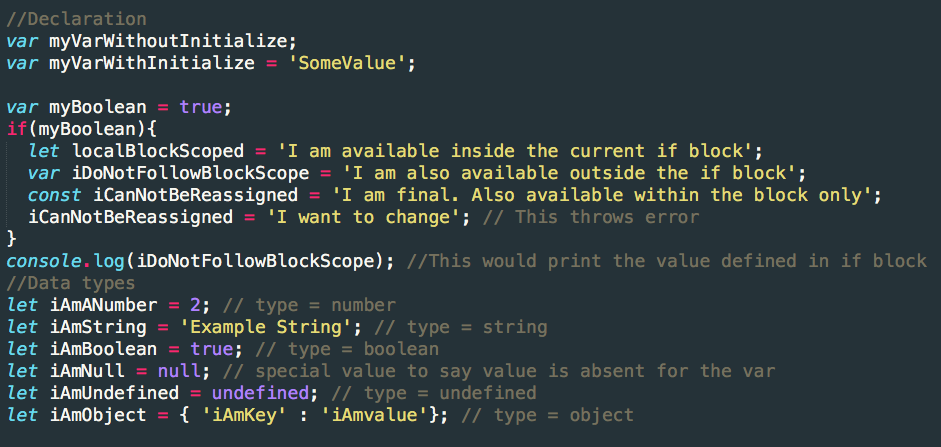 //Declaration
var myVarWithoutInitialize;
var myVarWithInitialize = 'SomeValue';

var myBoolean = true;
if(myBoolean){
  let localBlockScoped = 'I am available inside the current if block';
  var iDoNotFollowBlockScope = 'I am also available outside the if block';
  const iCanNotBeReassigned = 'I am final. Also available within the block only';
  iCanNotBeReassigned = 'I want to change'; // This throws error
}
console.log(iDoNotFollowBlockScope); //This would print the value defined in if block
//Data types
let iAmANumber = 2; // type = number
let iAmString = 'Example String'; // type = string
let iAmBoolean = true; // type = boolean
let iAmNull = null; // special value to say value is absent for the var
let iAmUndefined = undefined; // type = undefined
let iAmObject = { 'iAmKey' : 'iAmvalue'}; // type = object